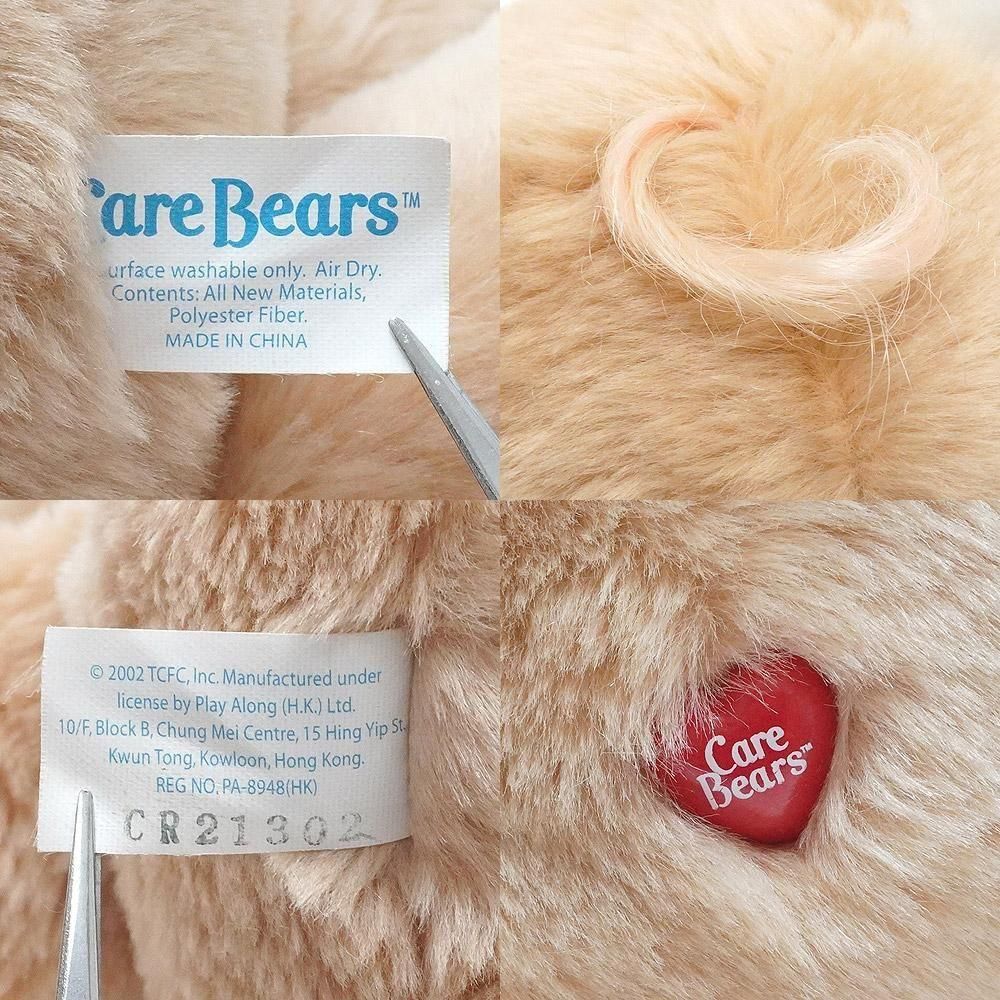 Care Bears™
urface washable only. Air Dry.
Contents: All New Materials,
Polyester Fiber.
MADE IN CHINA
© 2002 TCFC, Inc. Manufactured under
license by Play Along (H.K.) Ltd.
10/F, Block B, Chung Mei Centre, 15 Hing Yip St.
Kwun Tong, Kowloon, Hong Kong.
REG NO. PA-8948(HK)
CR21302
Care
Bears™